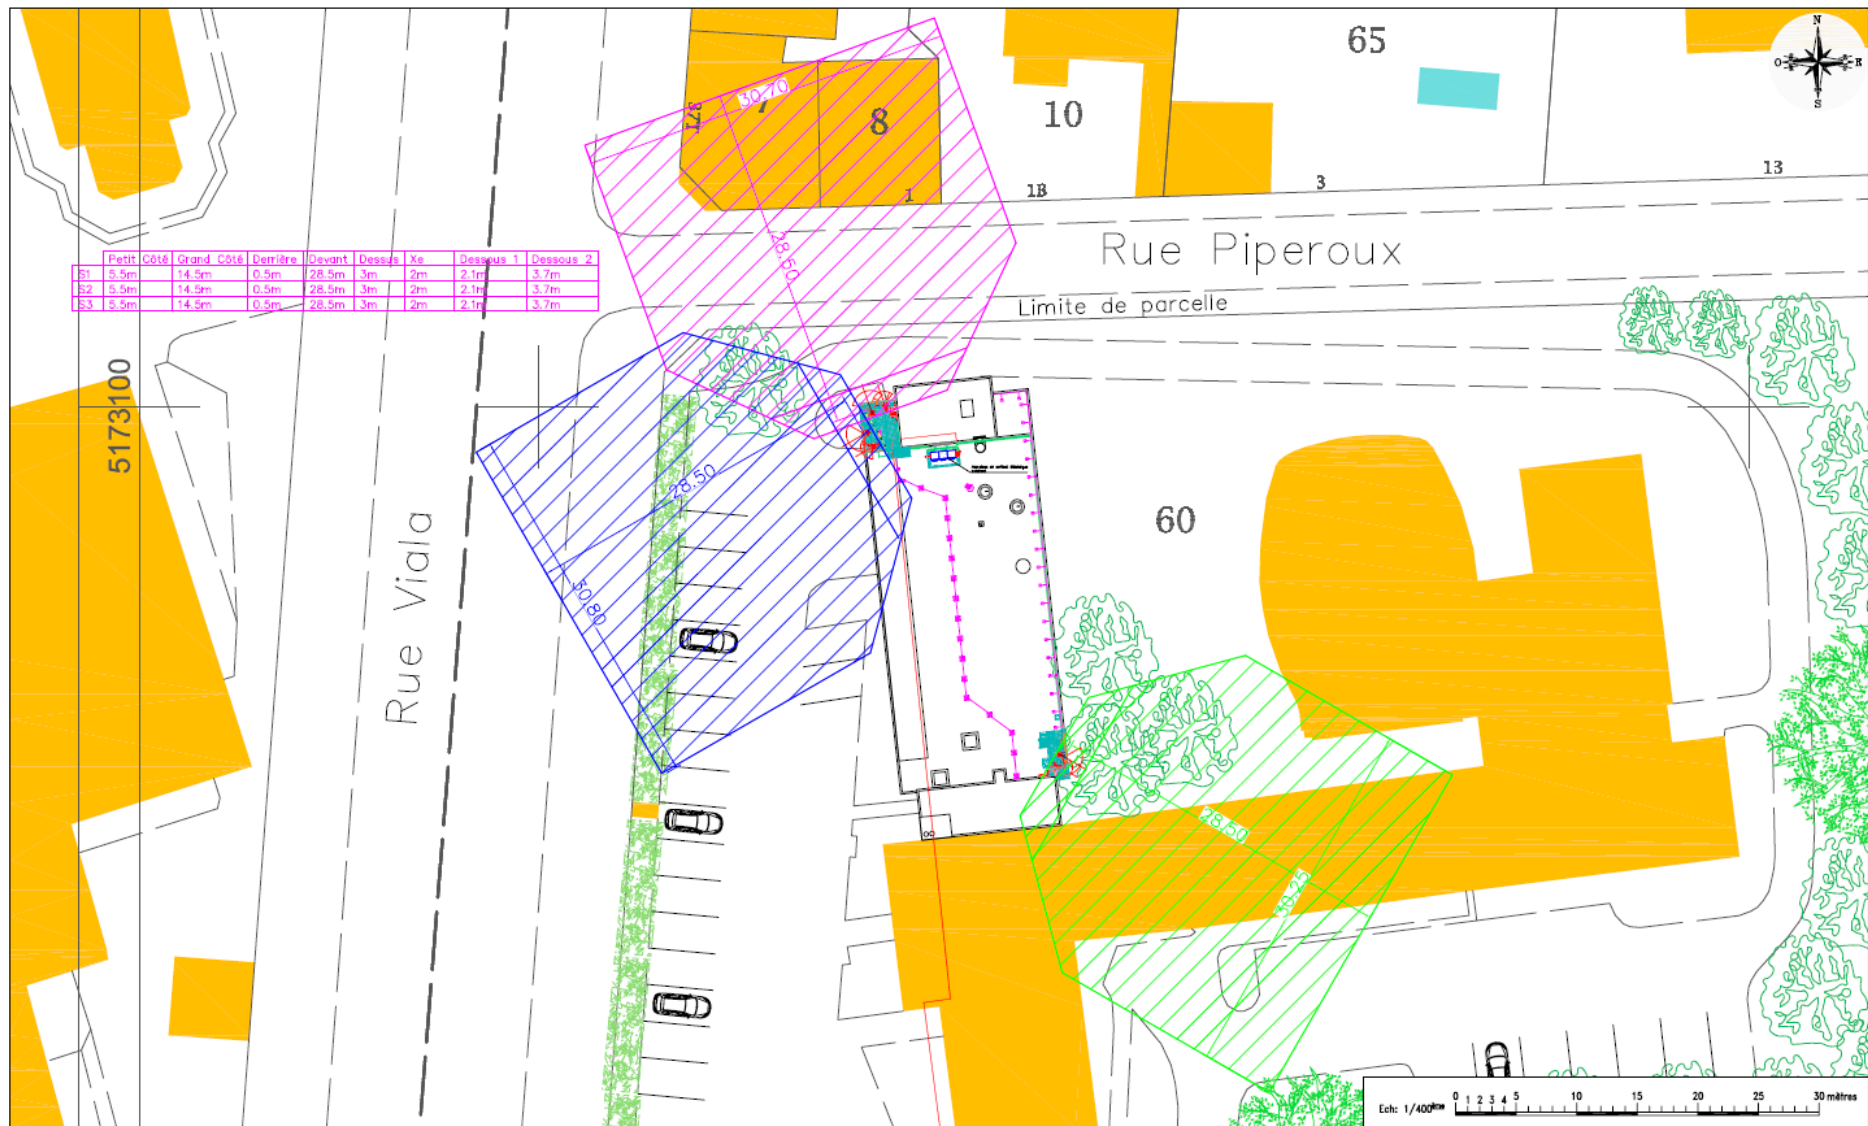 N
O E
S
65
30.70
37T
7
8
10
1
1B
3
13
Rue Piperoux
28.50
Limite de parcelle
Petit Côté Grand Côté Derrière Devant Dessus Xe Dessous 1 Dessous 2
S1 5.5m 14.5m 0.5m 28.5m 3m 2m 2.1m 3.7m
S2 5.5m 14.5m 0.5m 28.5m 3m 2m 2.1m 3.7m
S3 5.5m 14.5m 0.5m 28.5m 3m 2m 2.1m 3.7m
5173100
28.50
30.80
60
Rue Viala
28.50
30.25
8
Ech: 1/400ème
0 1 2 3 4 5 10 15 20 25 30 mètres